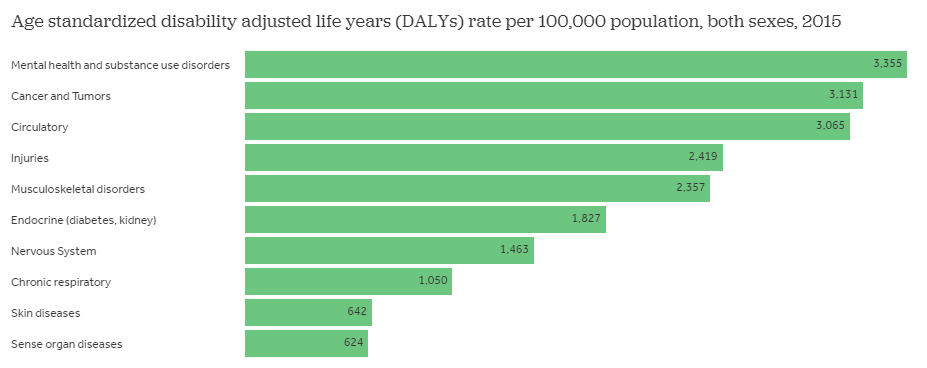 Age standardized disability adjusted life years (DALYs) rate per 100,000 population, both sexes, 2015
Mental health and substance use disorders 3,355
Cancer and Tumors 3,131
Circulatory 3,065
Injuries 2,419
Musculoskeletal disorders 2,357
Endocrine (diabetes, kidney) 1,827
Nervous System 1,463
Chronic respiratory 1,050
Skin diseases 642
Sense organ diseases 624